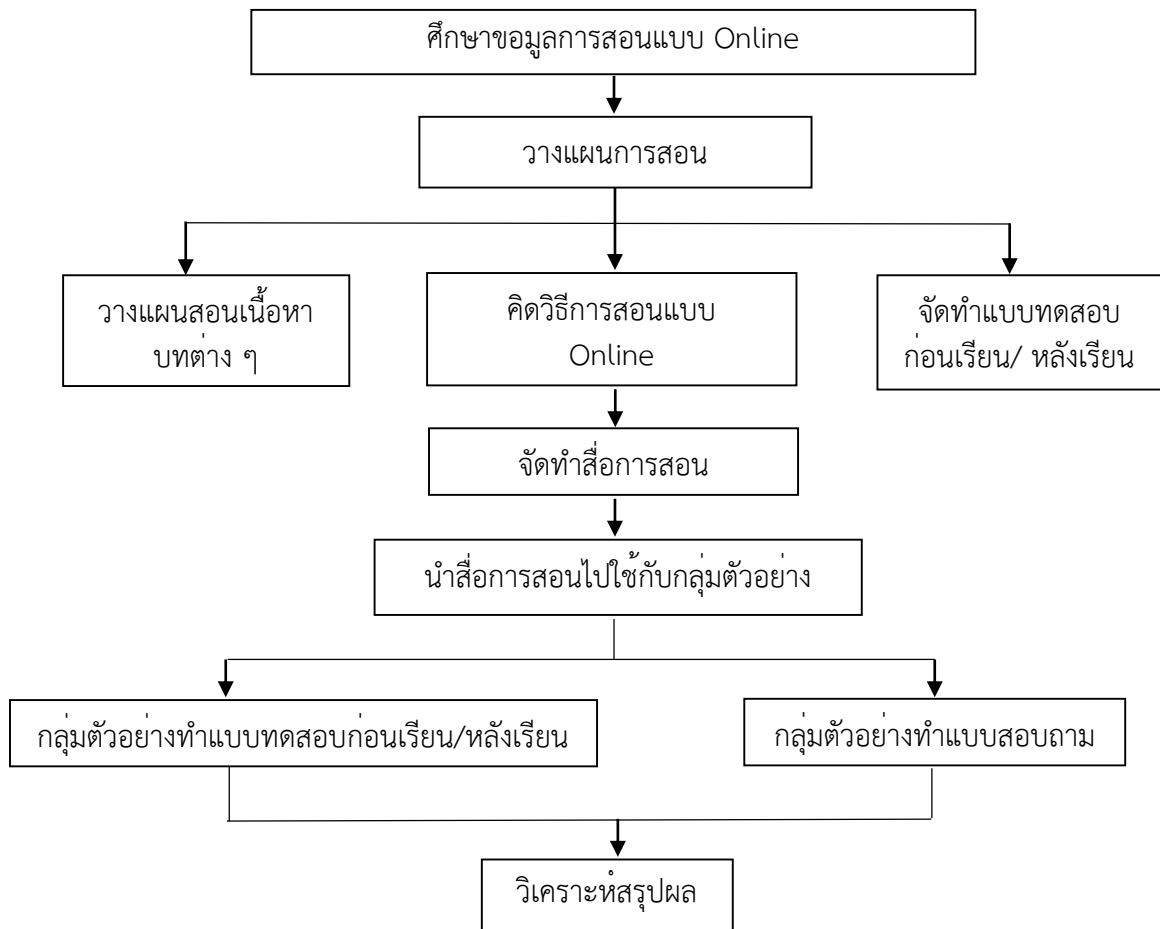 ศึกษาขอมูลการสอนแบบ Online
วางแผนการสอน
วางแผนสอนเนื้อหา
บทต่าง ๆ
คิดวิธีการสอนแบบ
Online
จัดทำแบบทดสอบ
ก่อนเรียน/ หลังเรียน
จัดทำสื่อการสอน
นำสื่อการสอนไปใช้กับกลุ่มตัวอย่าง
กลุ่มตัวอย่างทำแบบทดสอบก่อนเรียน/หลังเรียน
กลุ่มตัวอย่างทำแบบสอบถาม
วิเคราะห์สรุปผล